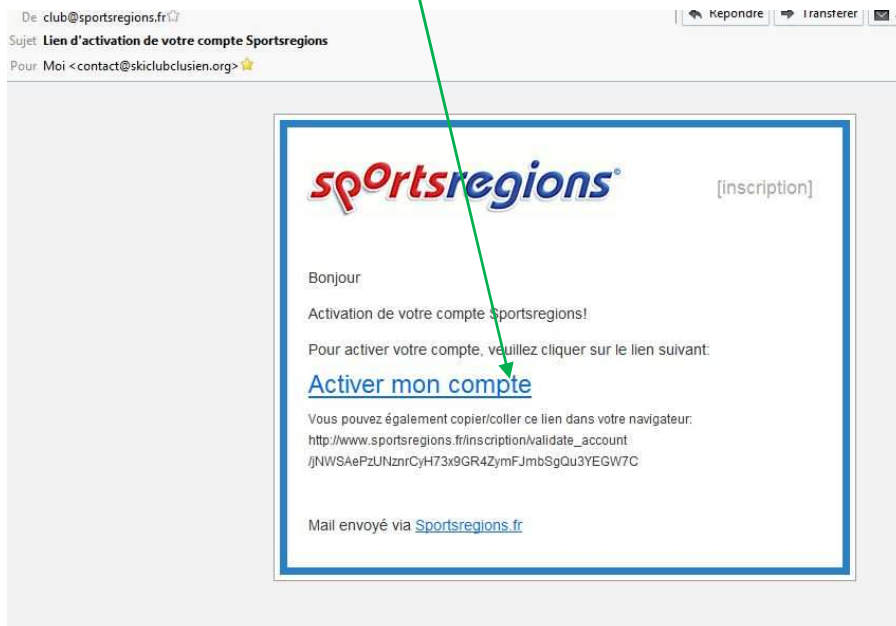 De club@sportsregions.fr
Répondre Transférer
Sujet Lien d'activation de votre compte Sportsregions
Pour Moi <contact@skiclubclusien.org>
sportsregions
[inscription]
Bonjour
Activation de votre compte Sportsregions!
Pour activer votre compte, veuillez cliquer sur le lien suivant:
Activer mon compte
Vous pouvez également copier/coller ce lien dans votre navigateur:
http://www.sportsregions.fr/inscription/validate_account
/jNWSAePzUNznrCyH73x9GR4ZymFJmbSgQu3YEGW7C
Mail envoyé via Sportsregions.fr